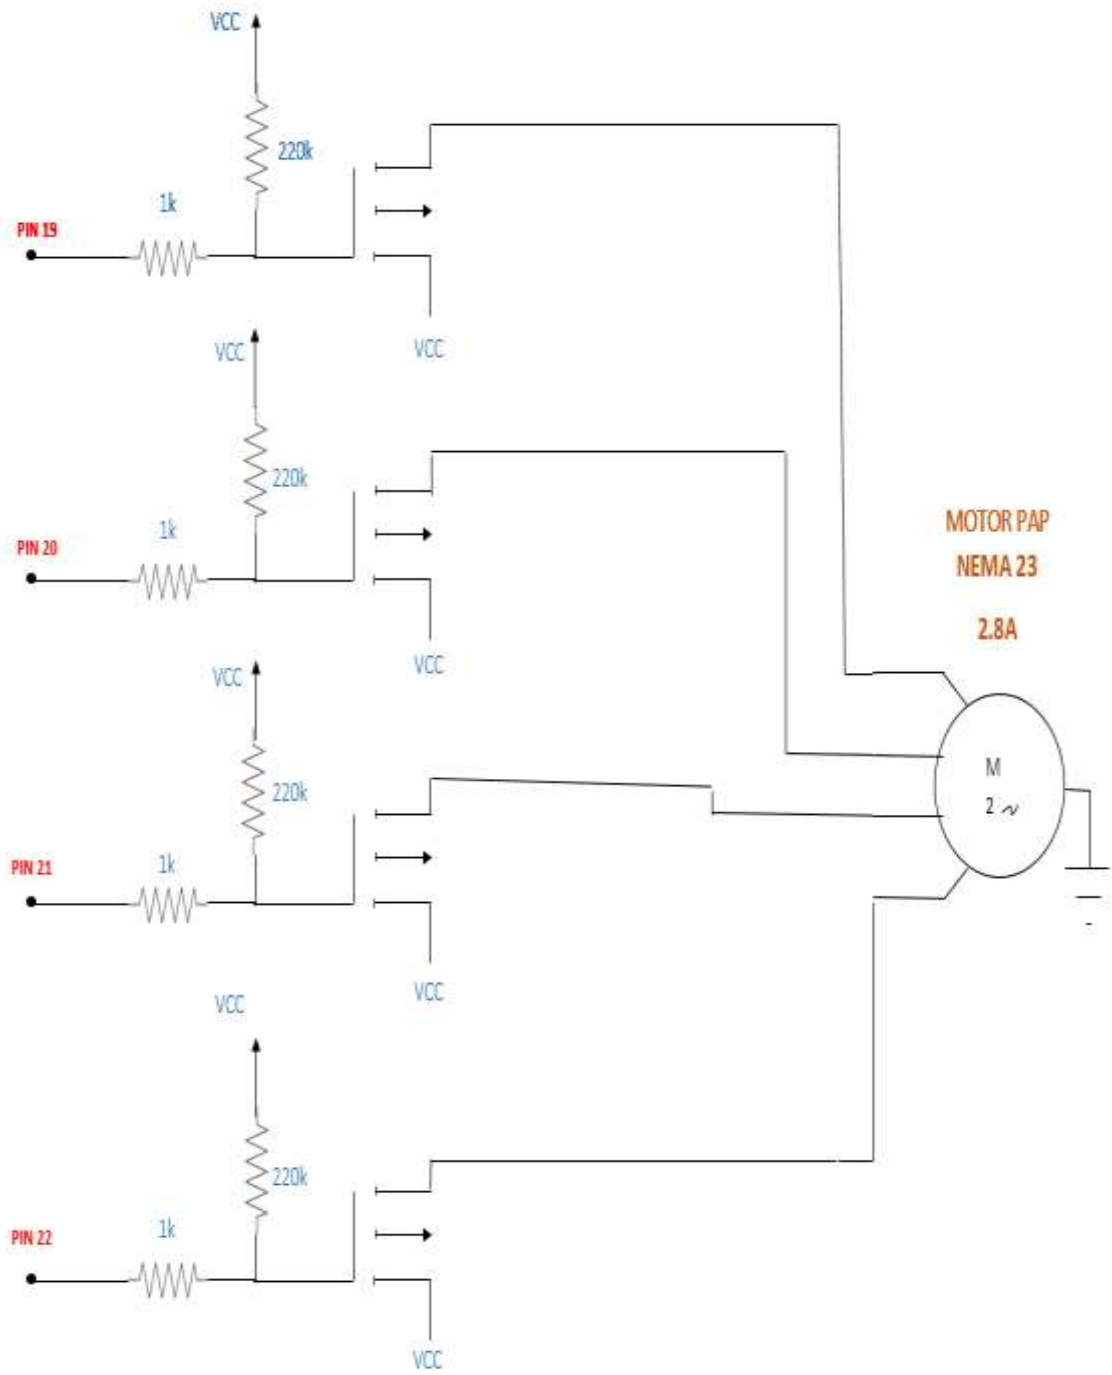 VCC
220k
1k
PIN 19
VCC
VCC
220k
1k
PIN 20
VCC
VCC
220k
1k
PIN 21
VCC
VCC
220k
1k
PIN 22
VCC
MOTOR PAP
NEMA 23
2.8A
M
2 ~